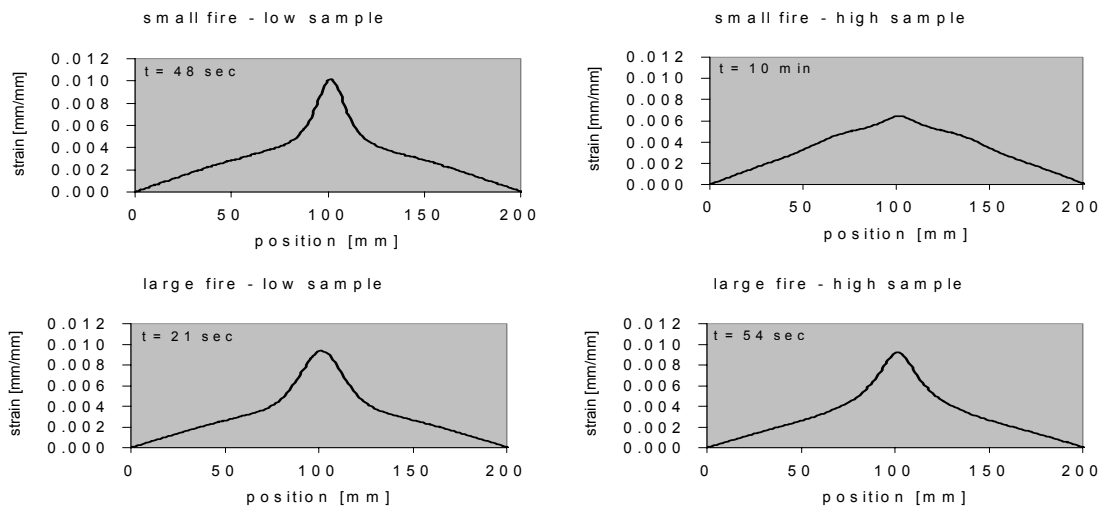 small fire - low sample
strain [mm/mm]
0.012
0.010
0.008
0.006
0.004
0.002
0.000
t = 48 sec
0 50 100 150 200
position [mm]
small fire - high sample
strain [mm/mm]
0.012
0.010
0.008
0.006
0.004
0.002
0.000
t = 10 min
0 50 100 150 200
position [mm]
large fire - low sample
strain [mm/mm]
0.012
0.010
0.008
0.006
0.004
0.002
0.000
t = 21 sec
0 50 100 150 200
position [mm]
large fire - high sample
strain [mm/mm]
0.012
0.010
0.008
0.006
0.004
0.002
0.000
t = 54 sec
0 50 100 150 200
position [mm]